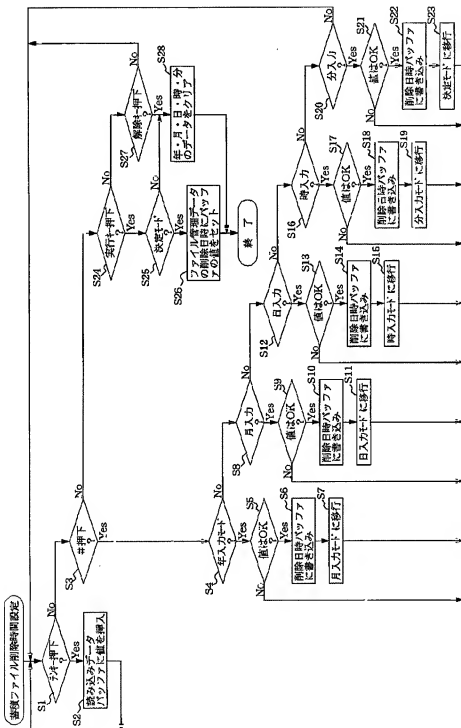 蓄積ファイル削除時間設定
S1
テンキー押下
?
No
Yes
S2
読み込みデータ
バッファに値を挿入
S3
#押下
?
No
Yes
S4
年入力モード
?
No
Yes
S5
値はOK
?
No
Yes
S6
削除日時バッファ
に書き込み
S7
月入力モードに移行
S8
月入力
?
No
Yes
S9
値はOK
?
No
Yes
S10
削除日時バッファ
に書き込み
S11
日入力モードに移行
S12
日入力
?
No
Yes
S13
値はOK
?
No
Yes
S14
削除日時バッファ
に書き込み
S15
時入力モードに移行
S16
時入力
?
No
Yes
S17
値はOK
?
No
Yes
S18
削除日時バッファ
に書き込み
S19
分入力モードに移行
S20
分入力
?
No
Yes
S21
値はOK
?
No
Yes
S22
削除日時バッファ
に書き込み
S23
決定モードに移行
S24
実行キー押下
?
No
Yes
S25
決定モード
?
No
Yes
S26
ファイル管理データ
の削除日時にバッフ
ァの値をセット
S27
解除キー押下
?
No
Yes
S28
年・月・日・時・分
のデータをクリア
終了